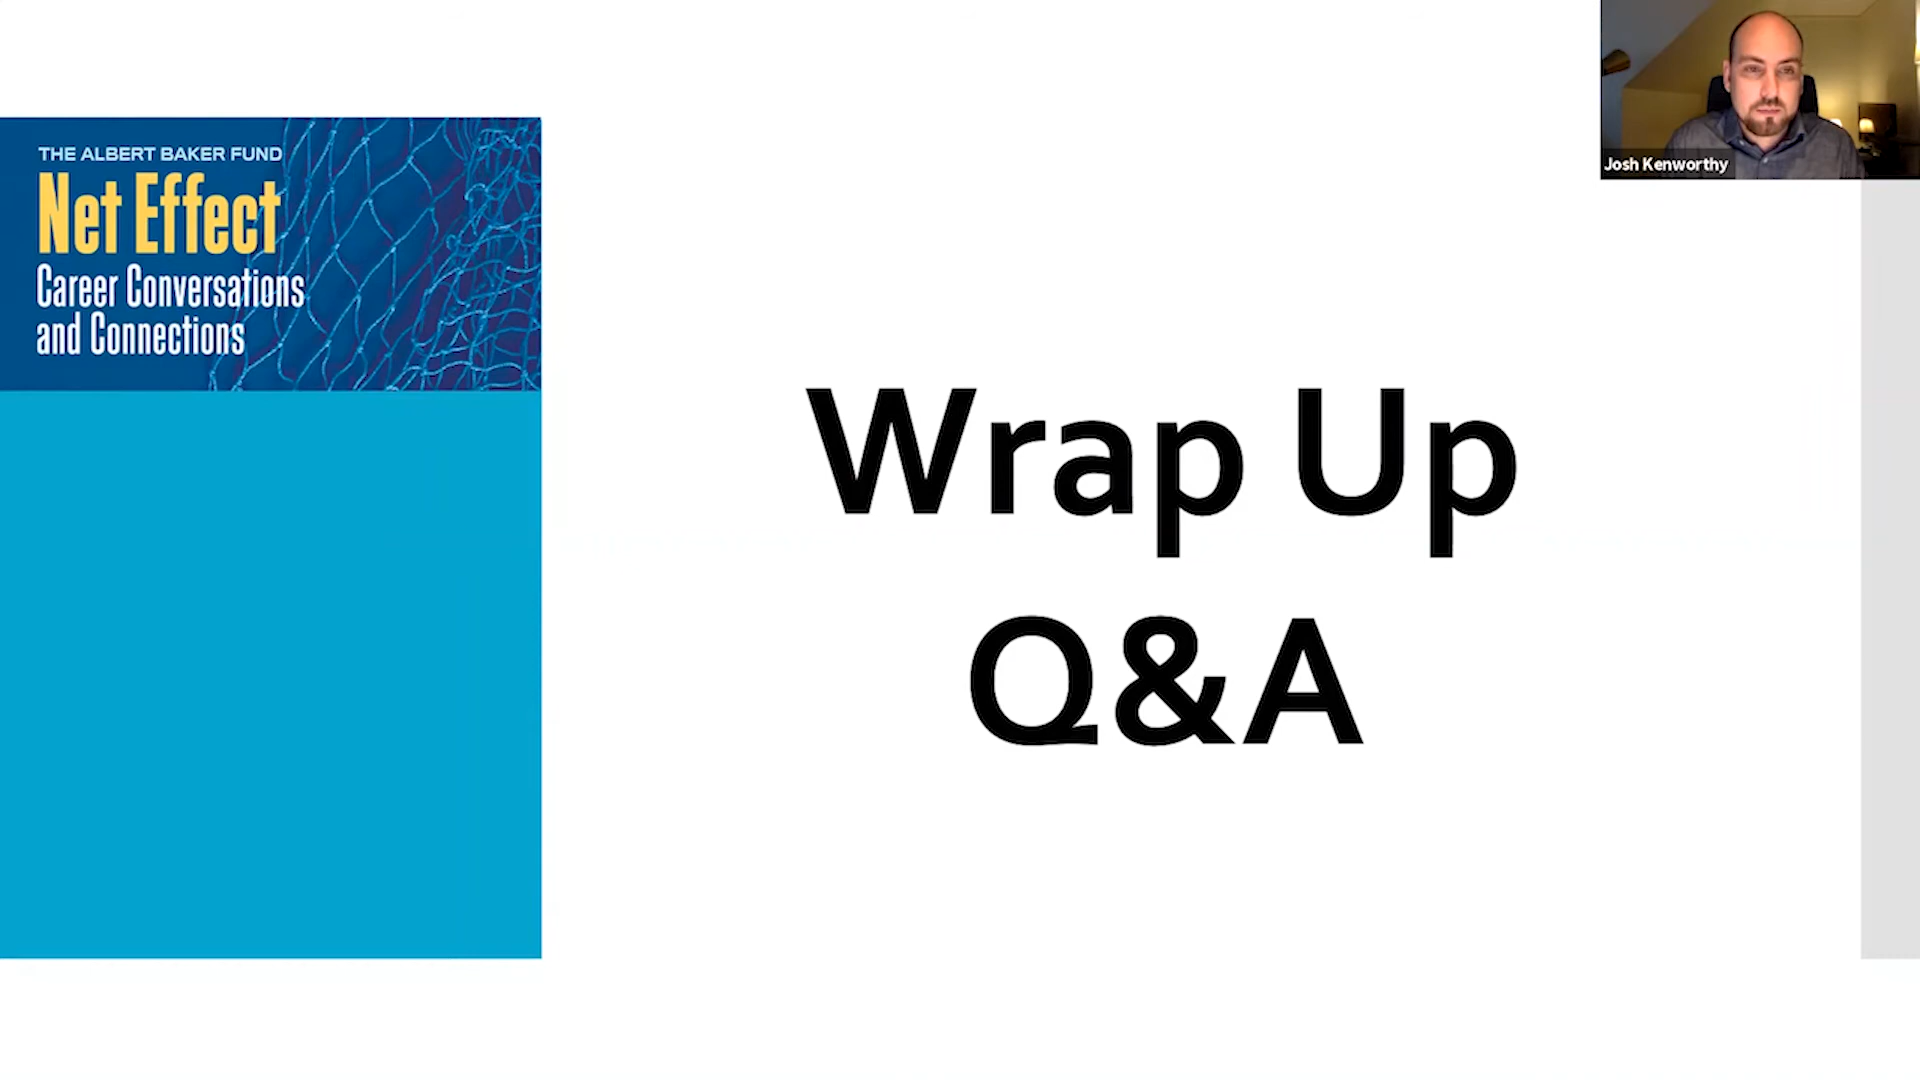 THE ALBERT BAKER FUND
Net Effect
Career Conversations
and Connections
Wrap Up
Q&A
Josh Kenworthy